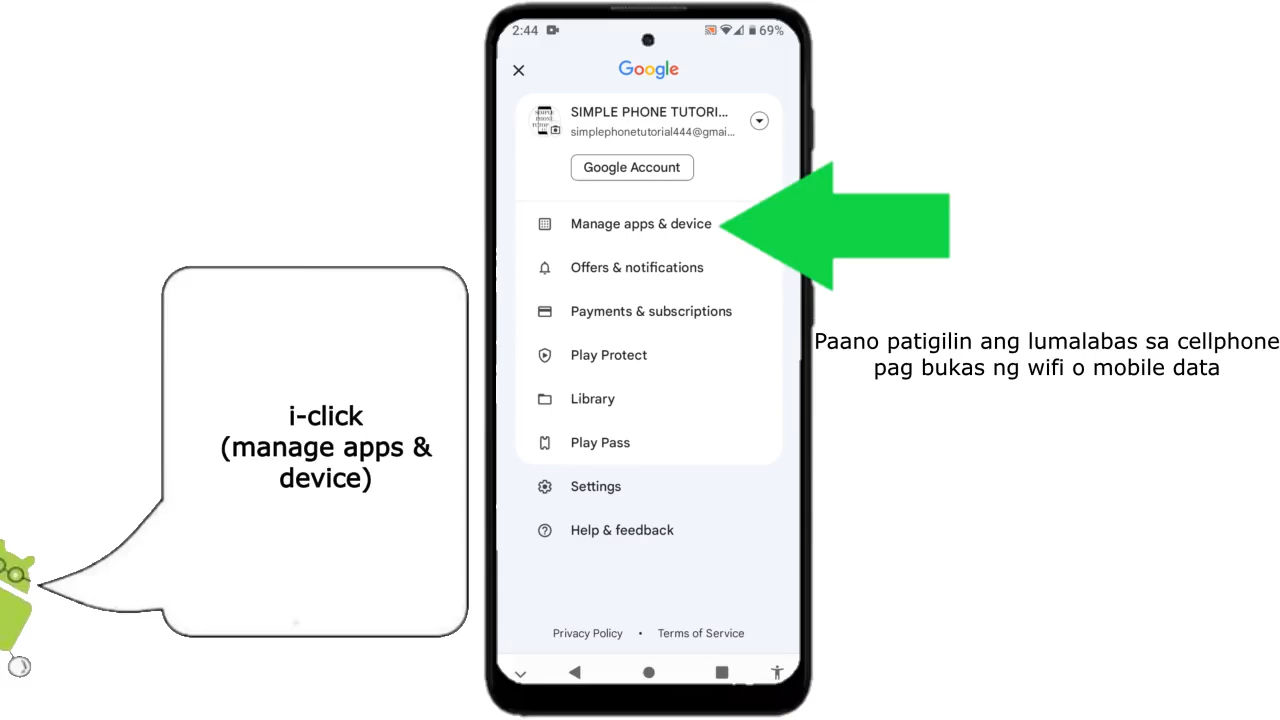 2:44
69%
Google
SIMPLE PHONE TUTORI...
simplephonetutorial444@gmai...
Google Account
Manage apps & device
Offers & notifications
Payments & subscriptions
Play Protect
Library
Play Pass
Settings
Help & feedback
Privacy Policy • Terms of Service
i-click
(manage apps &
device)
Paano patigilin ang lumalabas sa cellphone
pag bukas ng wifi o mobile data